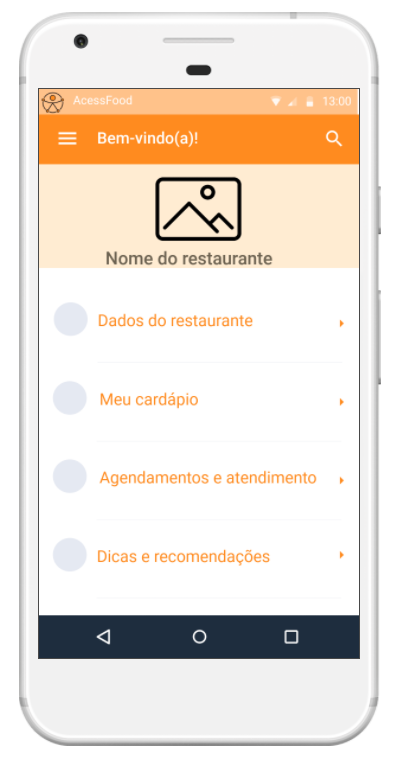 AcessFood 13:00
Bem-vindo(a)!
Nome do restaurante
Dados do restaurante
Meu cardápio
Agendamentos e atendimento
Dicas e recomendações